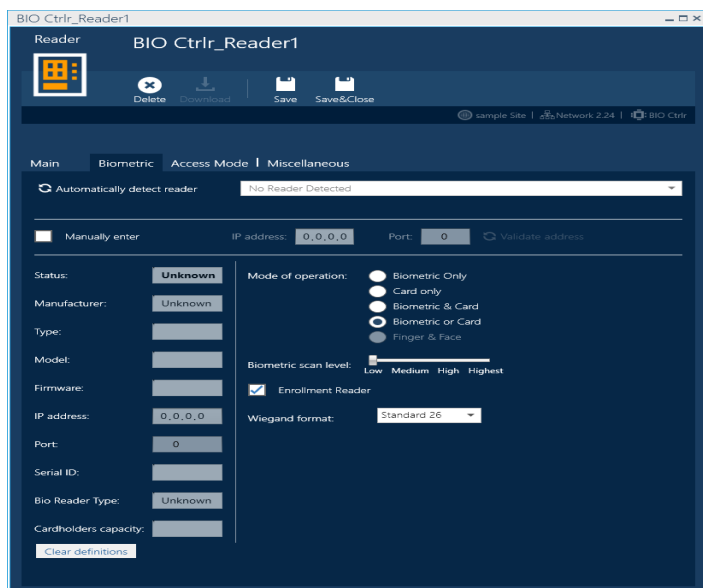 BIO Ctrlr_Reader1
Reader
BIO Ctrlr_Reader1
Delete Download Save Save&Close
sample Site | Network 2.24 | BIO Ctrlr
Main Biometric Access Mode | Miscellaneous
Automatically detect reader No Reader Detected
Manually enter IP address: 0,0,0,0 Port: 0 Validate address
Status: Unknown
Manufacturer: Unknown
Type:
Model:
Firmware:
IP address: 0,0,0,0
Port: 0
Serial ID:
Bio Reader Type: Unknown
Cardholders capacity:
Clear definitions
Mode of operation: Biometric Only
Card only
Biometric & Card
Biometric or Card
Finger & Face
Biometric scan level:
Low Medium High Highest
Enrollment Reader
Wiegand format: Standard 26